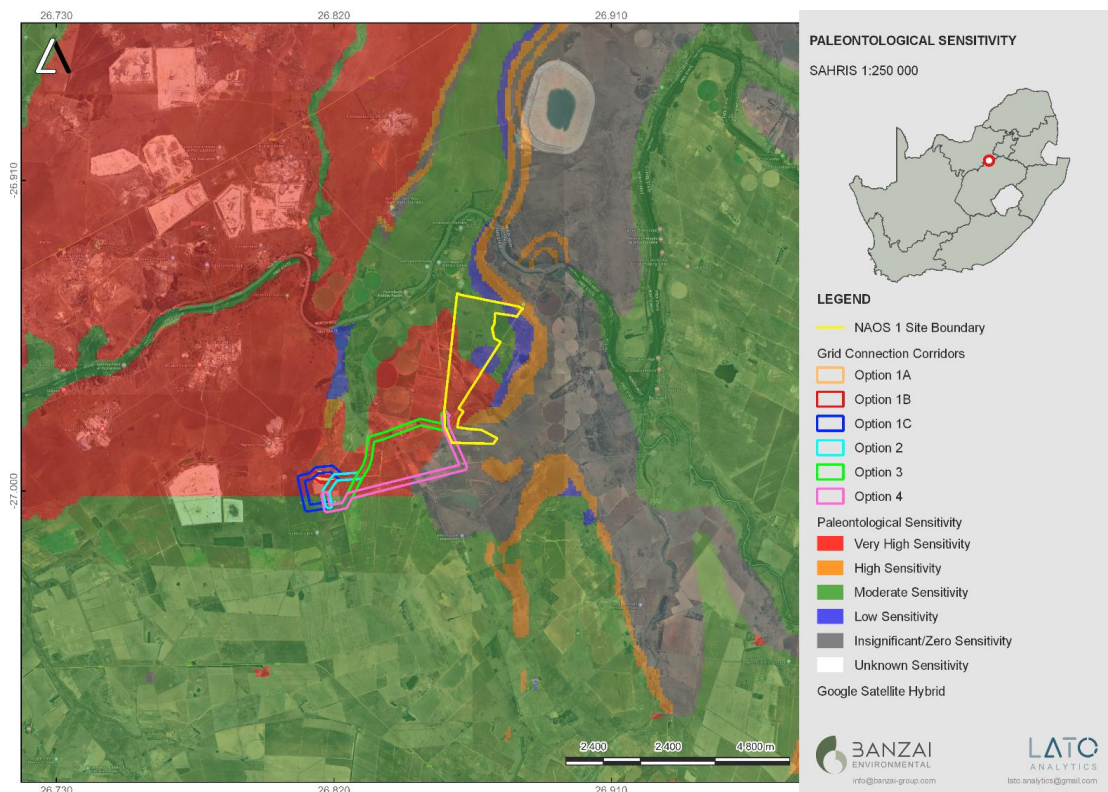 26.730 26.820 26.910
-26.910
-27.000
26.730 26.820 26.910
2,400 2,400 4,800 m
PALEONTOLOGICAL SENSITIVITY
SAHRIS 1:250 000
LEGEND
NAOS 1 Site Boundary
Grid Connection Corridors
Option 1A
Option 1B
Option 1C
Option 2
Option 3
Option 4
Paleontological Sensitivity
Very High Sensitivity
High Sensitivity
Moderate Sensitivity
Low Sensitivity
Insignificant/Zero Sensitivity
Unknown Sensitivity
Google Satellite Hybrid
BANZAI
ENVIRONMENTAL
info@banzai-group.com
LATO
ANALYTICS
lato.analytics@gmail.com